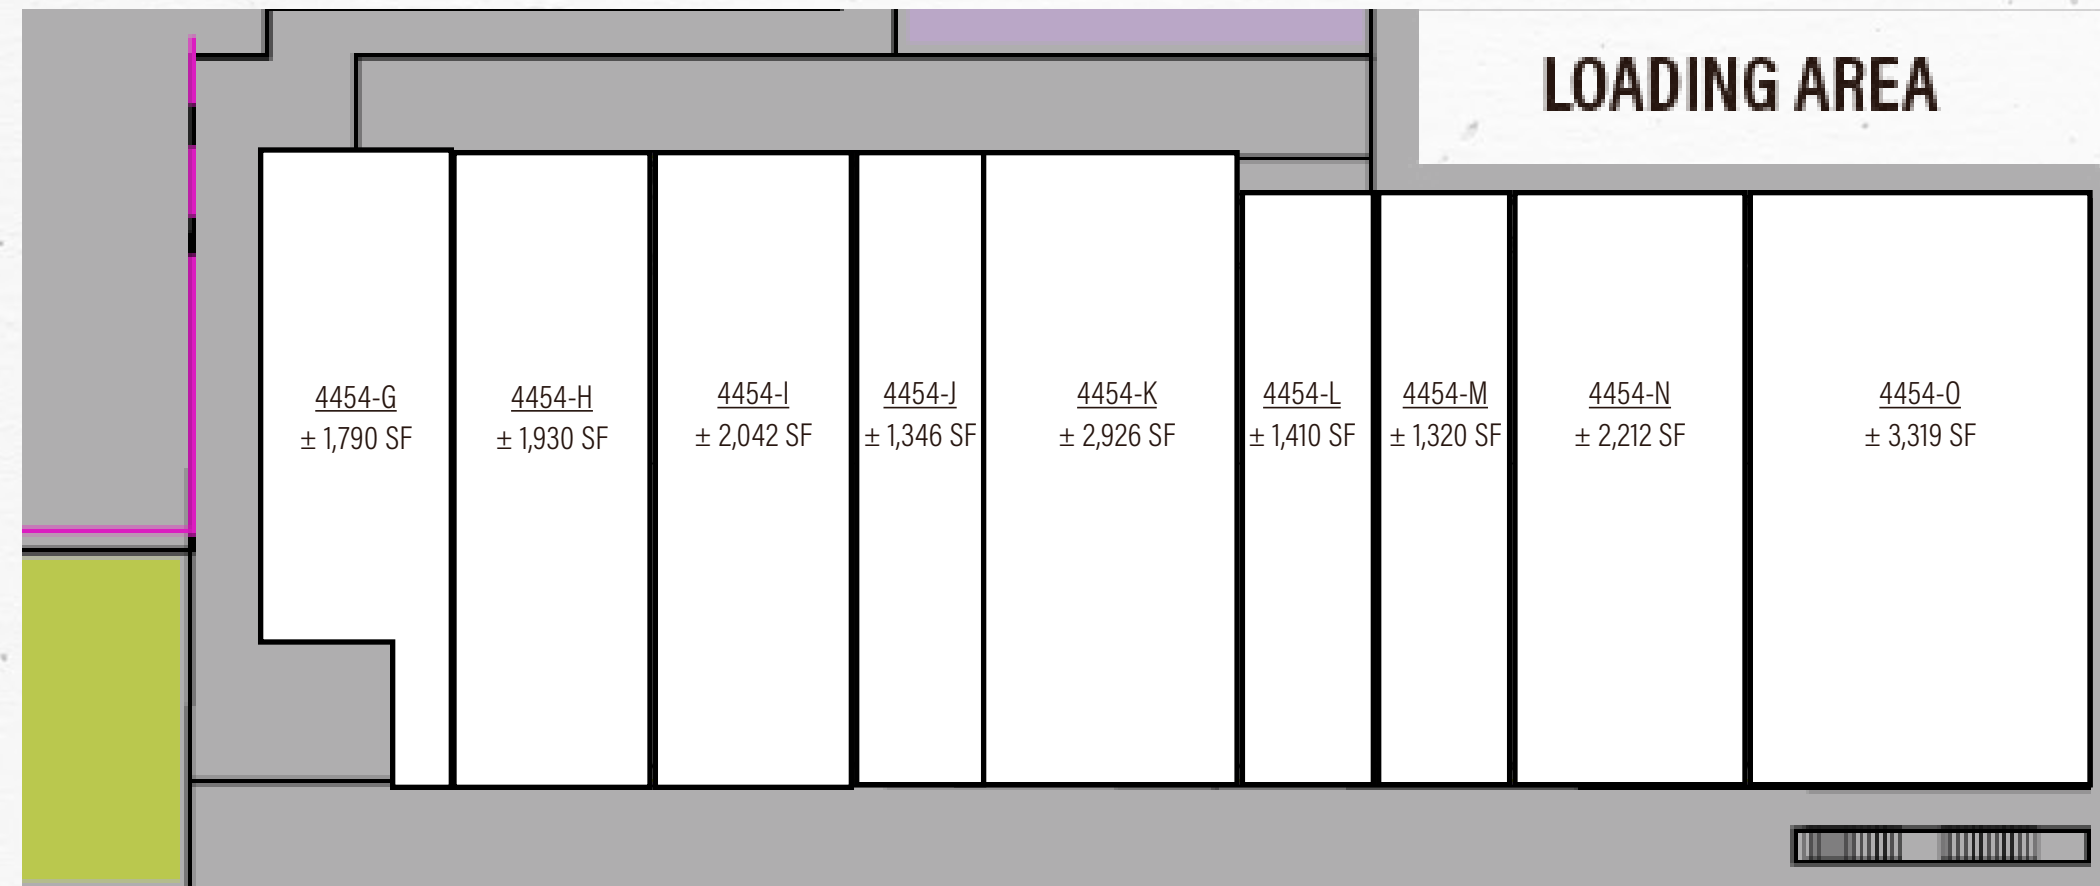 LOADING AREA
4454-G
± 1,790 SF
4454-H
± 1,930 SF
4454-I
± 2,042 SF
4454-J
± 1,346 SF
4454-K
± 2,926 SF
4454-L
± 1,410 SF
4454-M
± 1,320 SF
4454-N
± 2,212 SF
4454-O
± 3,319 SF